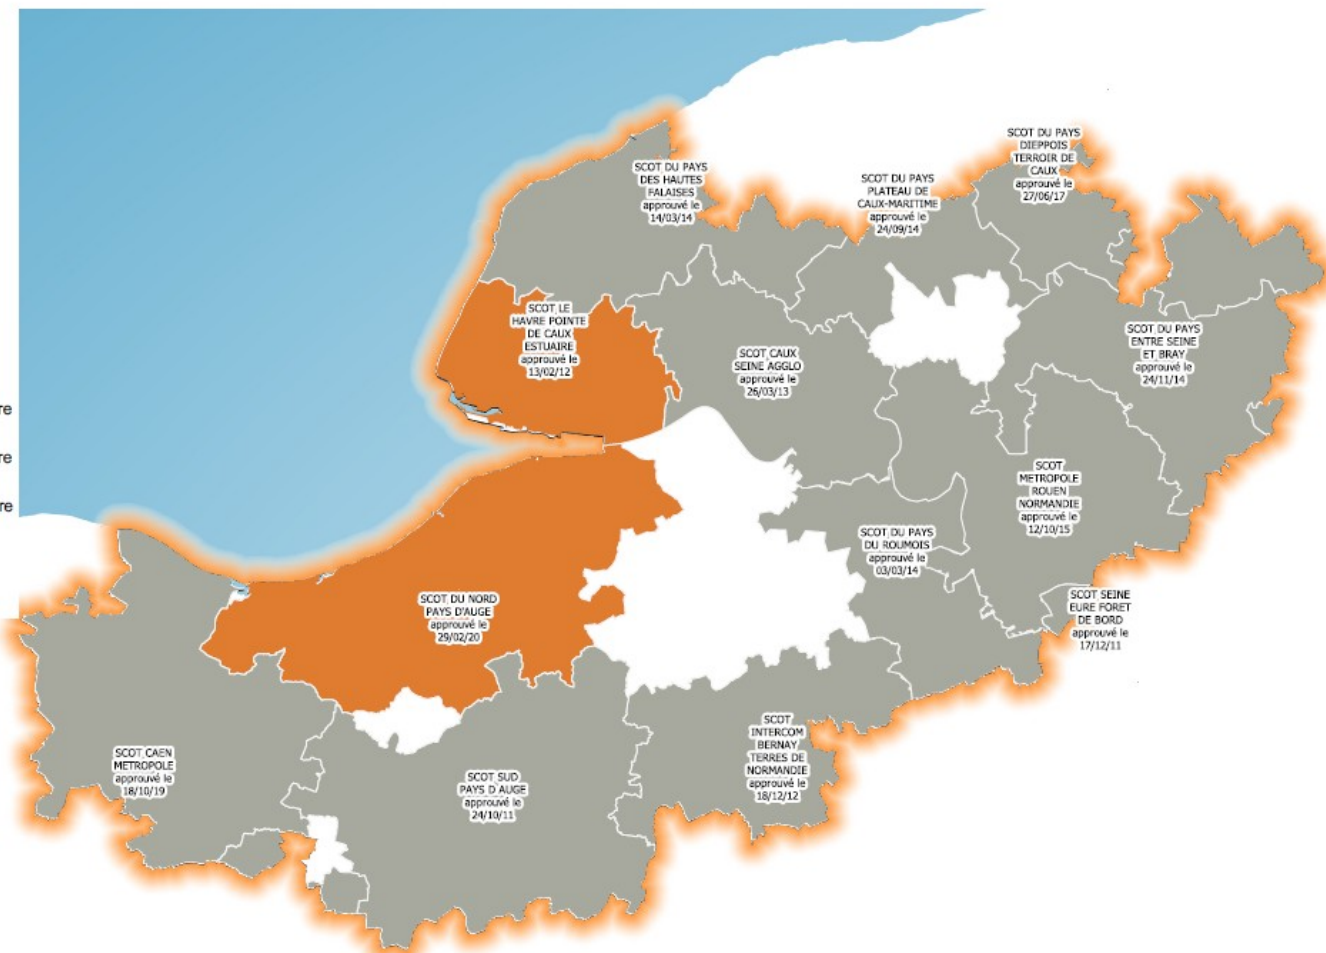 SCOT DU PAYS
DIEPPOIS
TERROIR DE
CAUX
approuvé le
27/06/17
SCOT DU PAYS
DES HAUTES
FALAISES
approuvé le
14/03/14
SCOT DU PAYS
PLATEAU DE
CAUX-MARITIME
approuvé le
24/09/14
SCOT LE
HAVRE POINTE
DE CAUX
ESTUAIRE
approuvé le
13/02/12
SCOT CAUX
SEINE AGGLO
approuvé le
26/03/13
SCOT DU PAYS
ENTRE SEINE
ET BRAY
approuvé le
24/11/14
re
re
re
SCOT
METROPOLE
ROUEN
NORMANDIE
approuvé le
12/10/15
SCOT DU PAYS
DU ROUMOIS
approuvé le
03/03/14
SCOT DU NORD
PAYS D'AUGE
approuvé le
29/02/20
SCOT SEINE
EURE FORET
DE BORD
approuvé le
17/12/11
SCOT CAEN
METROPOLE
approuvé le
18/10/19
SCOT SUD
PAYS D AUGE
approuvé le
24/10/11
SCOT
INTERCOM
BERNAY
TERRES DE
NORMANDIE
approuvé le
18/12/12